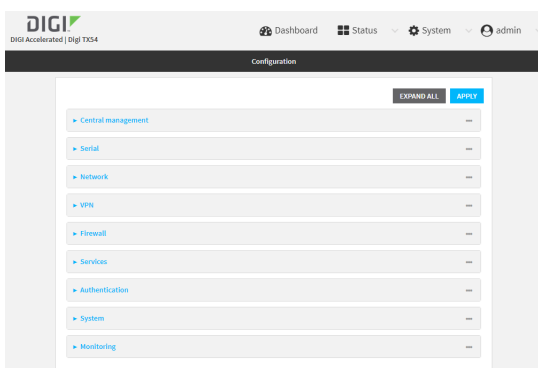 DIGI
DIGI Accelerated | Digi TX54
Dashboard
Status
System
admin
Configuration
EXPAND ALL
APPLY
Central management
Serial
Network
VPN
Firewall
Services
Authentication
System
Monitoring